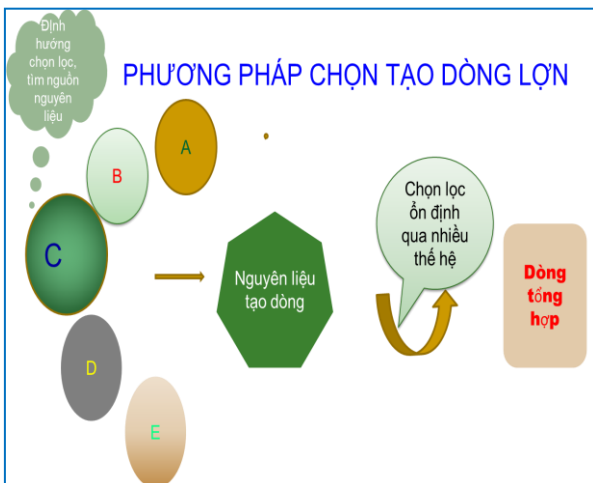 Định
hướng
chọn lọc,
tìm nguồn
nguyên
liệu
PHƯƠNG PHÁP CHỌN TẠO DÒNG LỢN
A
B
C
D
E
Nguyên liệu
tạo dòng
Chọn lọc
ổn định
qua nhiều
thế hệ
Dòng
tổng
hợp